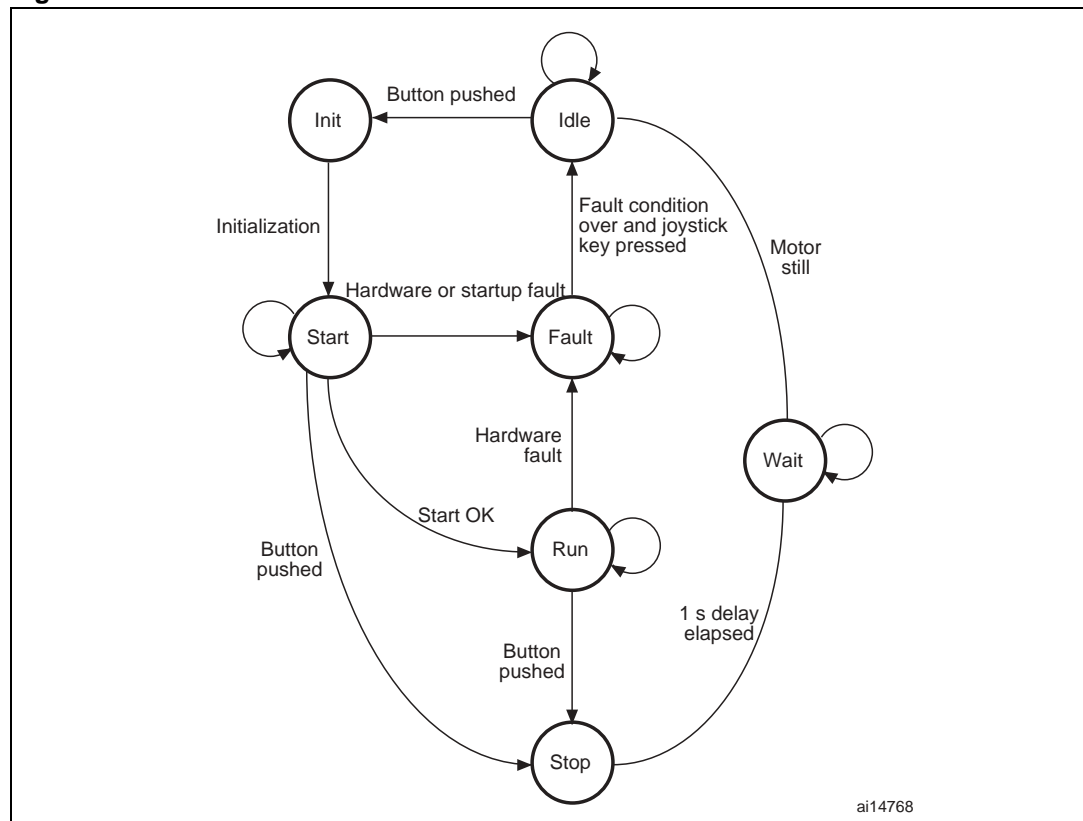 Button pushed
Init
Idle
Initialization
Fault condition
over and joystick
key pressed
Motor
still
Hardware or startup fault
Start
Fault
Hardware
fault
Wait
Start OK
Run
Button
pushed
1 s delay
elapsed
Button
pushed
Stop
ai14768